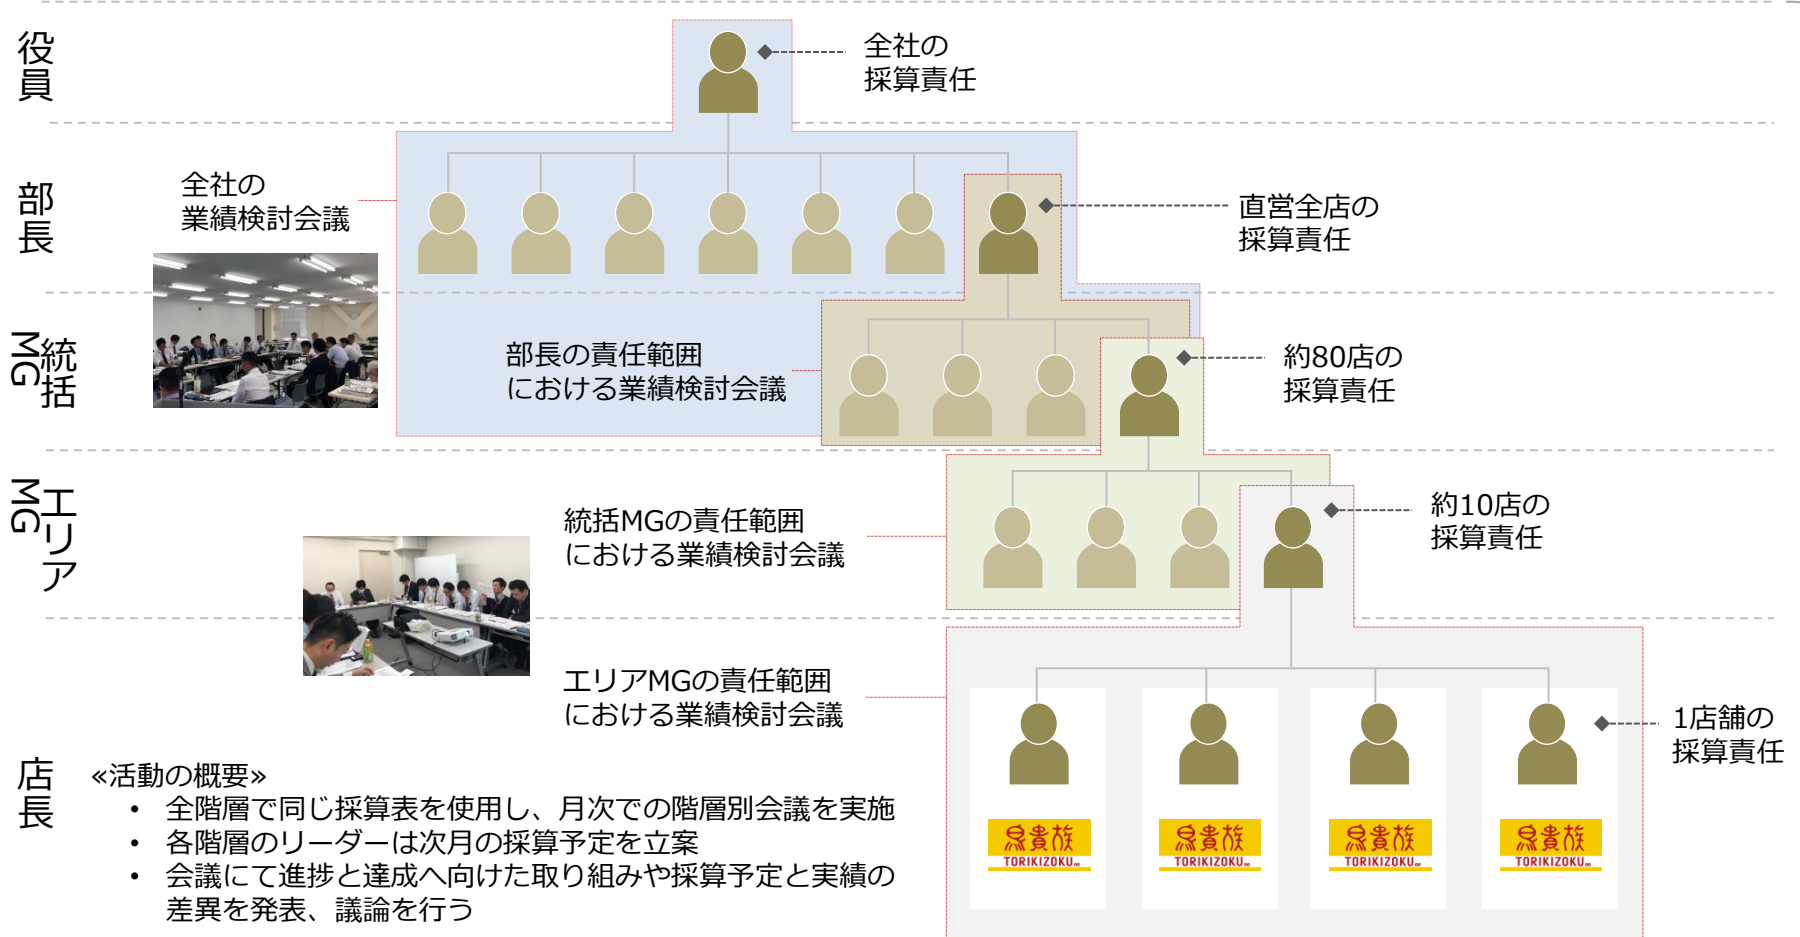 役員
全社の
採算責任
部長
全社の
業績検討会議
直営全店の
採算責任
統括
MG
部長の責任範囲
における業績検討会議
約80店の
採算責任
エリア
MG
統括MGの責任範囲
における業績検討会議
約10店の
採算責任
エリアMGの責任範囲
における業績検討会議
1店舗の
採算責任
店長
≪活動の概要≫
• 全階層で同じ採算表を使用し、月次での階層別会議を実施
• 各階層のリーダーは次月の採算予定を立案
• 会議にて進捗と達成へ向けた取り組みや採算予定と実績の
差異を発表、議論を行う
鳥貴族
TORIKIZOKU
鳥貴族
TORIKIZOKU
鳥貴族
TORIKIZOKU
鳥貴族
TORIKIZOKU